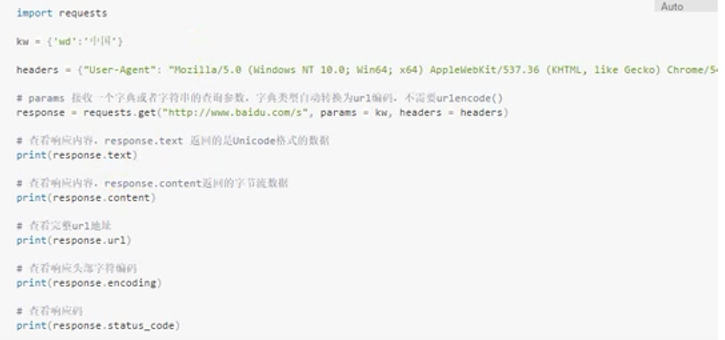 Auto
import requests
kw = {'wd':'中国'}
headers = {"User-Agent": "Mozilla/5.0 (Windows NT 10.0; Win64; x64) AppleWebKit/537.36 (KHTML, like Gecko) Chrome/54
# params 接收一个字典或者字符串的查询参数，字典类型自动转换为url编码，不需要urlencode()
response = requests.get("http://www.baidu.com/s", params = kw, headers = headers)
# 查看响应内容，response.text 返回的是Unicode格式的数据
print(response.text)
# 查看响应内容，response.content返回的字节流数据
print(response.content)
# 查看完整url地址
print(response.url)
# 查看响应头部字符编码
print(response.encoding)
# 查看响应码
print(response.status_code)